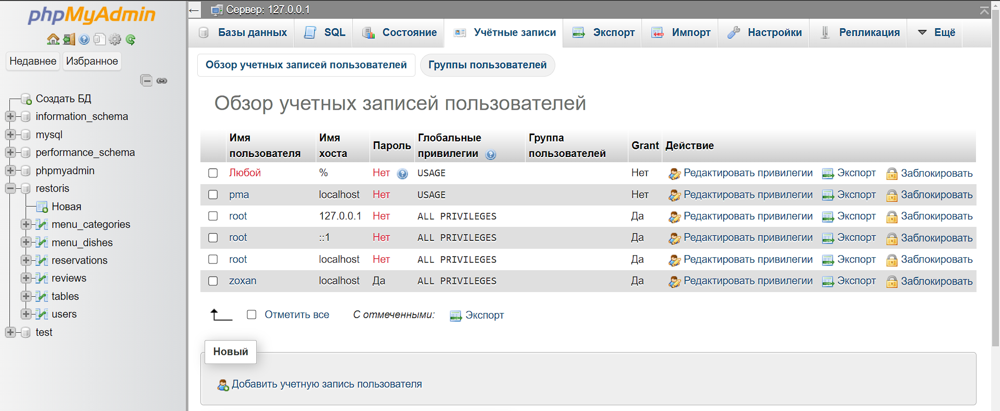 phpMyAdmin
Недавнее Избранное
Создать БД
information_schema
mysql
performance_schema
phpmyadmin
restoris
Новая
menu_categories
menu_dishes
reservations
reviews
tables
users
test
← Сервер: 127.0.0.1
Базы данных SQL Состояние Учётные записи Экспорт Импорт Настройки Репликация Ещё
Обзор учетных записей пользователей Группы пользователей
Обзор учетных записей пользователей
Имя пользователя Имя хоста Пароль Глобальные привилегии Группа пользователей Grant Действие
Любой % Нет USAGE Нет Редактировать привилегии Экспорт Заблокировать
pma localhost Нет USAGE Нет Редактировать привилегии Экспорт Заблокировать
root 127.0.0.1 Нет ALL PRIVILEGES Да Редактировать привилегии Экспорт Заблокировать
root ::1 Нет ALL PRIVILEGES Да Редактировать привилегии Экспорт Заблокировать
root localhost Нет ALL PRIVILEGES Да Редактировать привилегии Экспорт Заблокировать
zoxan localhost Да ALL PRIVILEGES Да Редактировать привилегии Экспорт Заблокировать
Отметить все С отмеченными: Экспорт
Новый
Добавить учетную запись пользователя